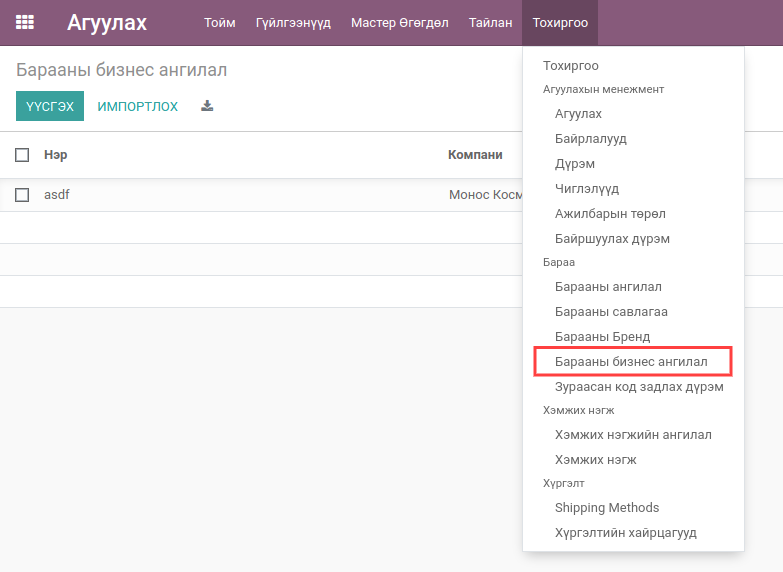 Агуулах Тойм Гүйлгээнүүд Мастер Өгөгдөл Тайлан Тохиргоо
Барааны бизнес ангилал
ҮҮСГЭХ ИМПОРТЛОХ
Нэр Компани
asdf Монос Косм
Тохиргоо
Агуулахын менежмент
Агуулах
Байрлалууд
Дүрэм
Чиглэлүүд
Ажилбарын төрөл
Байршуулах дүрэм
Бараа
Барааны ангилал
Барааны савлагаа
Барааны Бренд
Барааны бизнес ангилал
Зураасан код задлах дүрэм
Хэмжих нэгж
Хэмжих нэгжийн ангилал
Хэмжих нэгж
Хүргэлт
Shipping Methods
Хүргэлтийн хайрцагууд